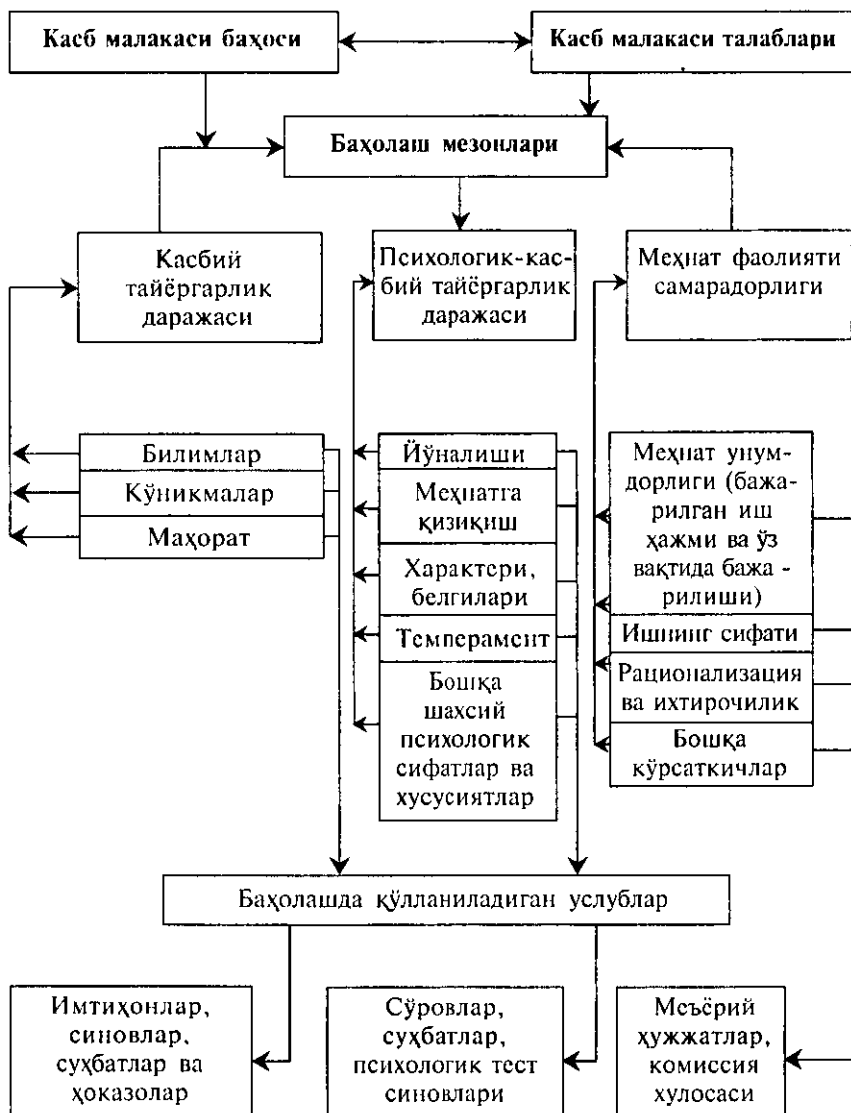 Касб малакаси баҳоси
Касб малакаси талаблари
Баҳолаш мезонлари
Касбий
тайёргарлик
даражаси
Психологик-кас-
бий тайёргарлик
даражаси
Меҳнат фаолияти
самарадорлиги
Билимлар
Кўникмалар
Маҳорат
Йўналиши
Меҳнатга
қизиқиш
Характери,
белгилари
Темперамент
Бошқа
шахсий
психологик
сифатлар ва
хусусиятлар
Меҳнат унум-
дорлиги (бажа-
рилган иш
ҳажми ва ўз
вақтида бажа -
рилиши)
Ишнинг сифати
Рационализация
ва ихтирочилик
Бошқа
кўрсаткичлар
Баҳолашда қўлланиладиган услублар
Имтиҳонлар,
синовлар,
суҳбатлар ва
ҳоказолар
Сўровлар,
суҳбатлар,
психологик тест
синовлари
Меъёрий
ҳужжатлар,
комиссия
хулосаси